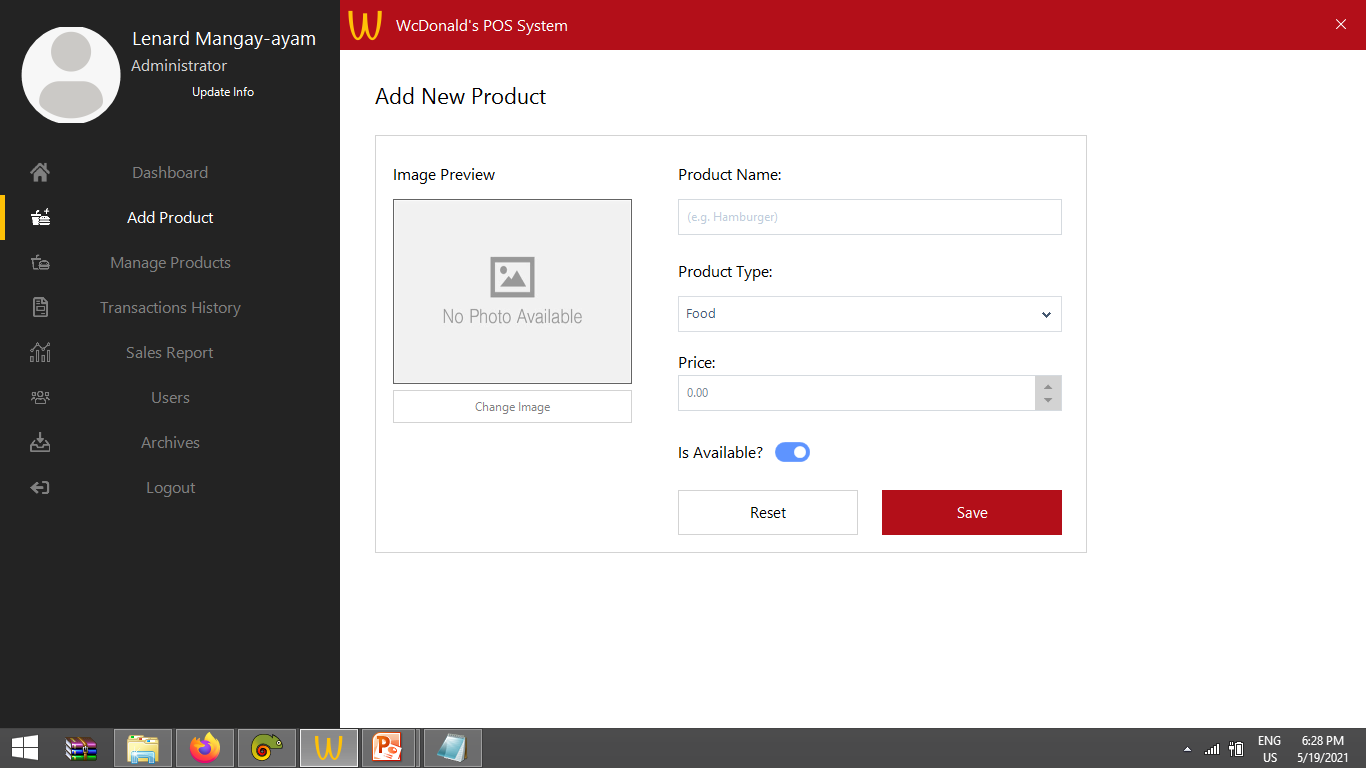 Lenard Mangay-ayam
Administrator
Update Info
Dashboard
Add Product
Manage Products
Transactions History
Sales Report
Users
Archives
Logout
WcDonald's POS System
Add New Product
Image Preview
No Photo Available
Change Image
Product Name:
(e.g. Hamburger)
Product Type:
Food
Price:
0.00
Is Available?
Reset
Save
ENG
US
6:28 PM
5/19/2021